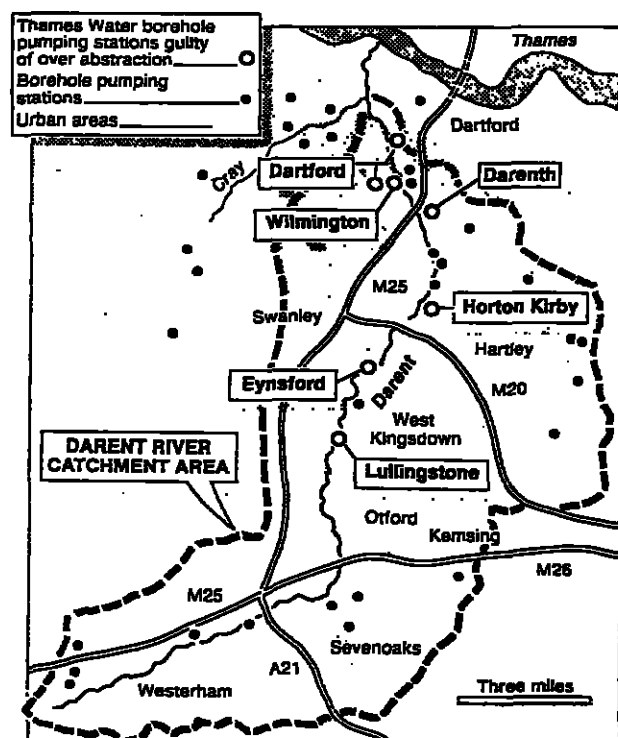 Thames Water borehole
pumping stations guilty
of over abstraction
Borehole pumping
stations
Urban areas
Thames
Dartford
Cray
Dartford
Darenth
Wilmington
M25
Swanley
Horton Kirby
Hartley
Eynsford
Darent
M20
West
Kingsdown
DARENT RIVER
CATCHMENT AREA
Lullingstone
Otford
Kemsing
M25
M26
Sevenoaks
A21
Westerham
Three miles